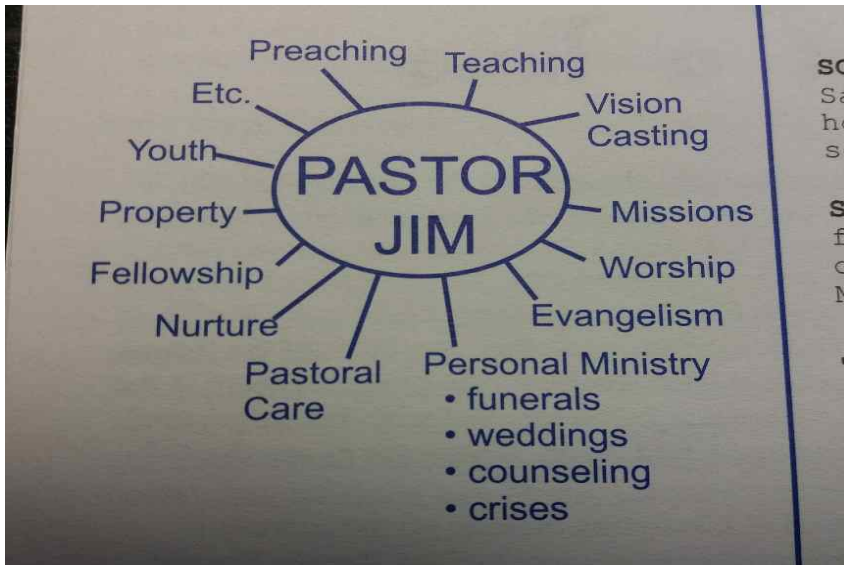 Preaching
Teaching
Etc.
Vision
Casting
Youth
PASTOR
JIM
Property
Missions
Fellowship
Worship
Nurture
Evangelism
Pastoral
Care
Personal Ministry
• funerals
• weddings
• counseling
• crises